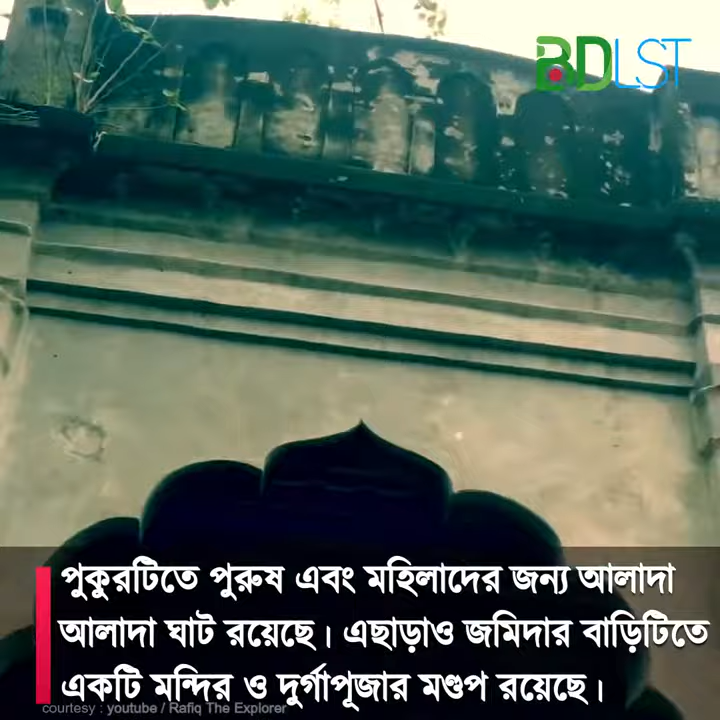 BDLST
পুকুরটিতে পুরুষ এবং মহিলাদের জন্য আলাদা
আলাদা ঘাট রয়েছে। এছাড়াও জমিদার বাড়িটিতে
একটি মন্দির ও দুর্গাপূজার মণ্ডপ রয়েছে।
courtesy : youtube / Rafiq The Explorer